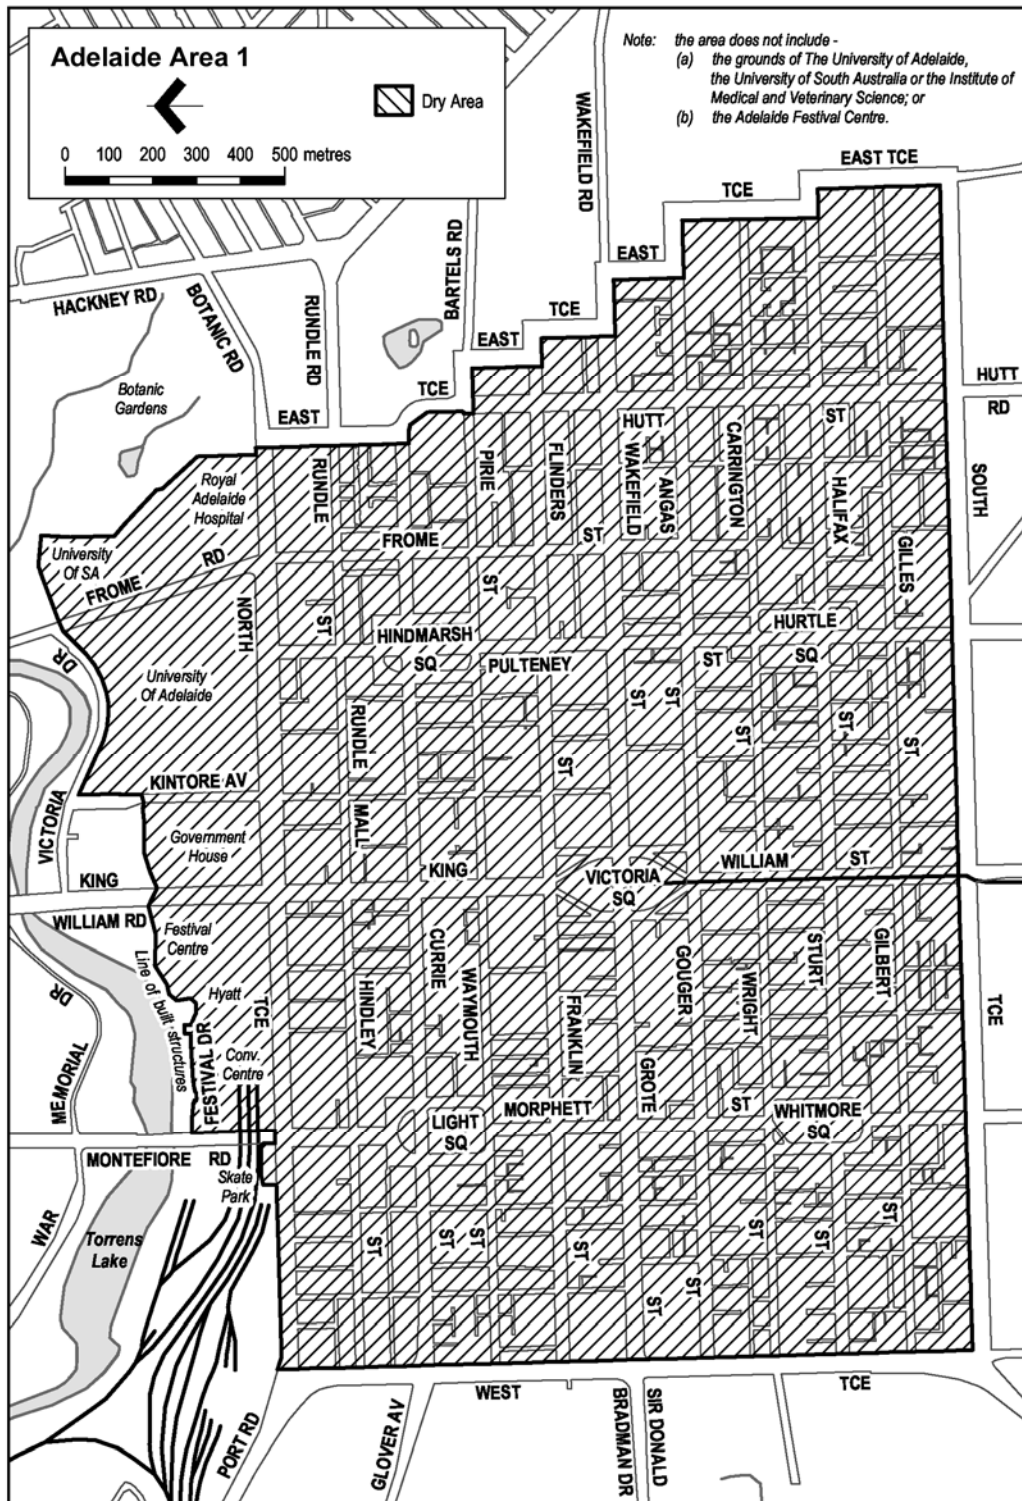 Adelaide Area 1
Dry Area
0 100 200 300 400 500 metres
Note: the area does not include -
(a) the grounds of The University of Adelaide,
the University of South Australia or the Institute of
Medical and Veterinary Science; or
(b) the Adelaide Festival Centre.
WAKEFIELD RD
EAST TCE
TCE
EAST
TCE
EAST
TCE
EAST
BARTELS RD
HACKNEY RD
BOTANIC RD
RUNDLE RD
Botanic
Gardens
HUTT
RD
SOUTH
TCE
Royal
Adelaide
Hospital
University
Of SA
FROME RD
NORTH
TCE
RUNDLE
ST
FROME
ST
PIRIE
ST
FLINDERS
ST
HUTT
ST
WAKEFIELD
ST
ANGAS
ST
CARRINGTON
ST
HALIFAX
ST
GILLES
ST
HINDMARSH
SQ
PULTENEY
ST
HURTLE
SQ
University
Of Adelaide
RUNDLE
MALL
KINTORE AV
DR
VICTORIA
Government
House
KING
WILLIAM RD
KING
VICTORIA
SQ
WILLIAM
ST
Festival
Centre
Line of built structures
Hyatt
FESTIVAL DR
Conv.
Centre
DR
MEMORIAL
HINDLEY
ST
CURRIE
ST
WAYMOUTH
ST
FRANKLIN
ST
GROTE
ST
GOUGER
ST
WRIGHT
ST
STURT
ST
GILBERT
ST
LIGHT
SQ
MORPHETT
ST
WHITMORE
SQ
MONTEFIORE RD
Skate
Park
WAR
Torrens
Lake
WEST
TCE
PORT RD
GLOVER AV
SIR DONALD
BRADMAN DR